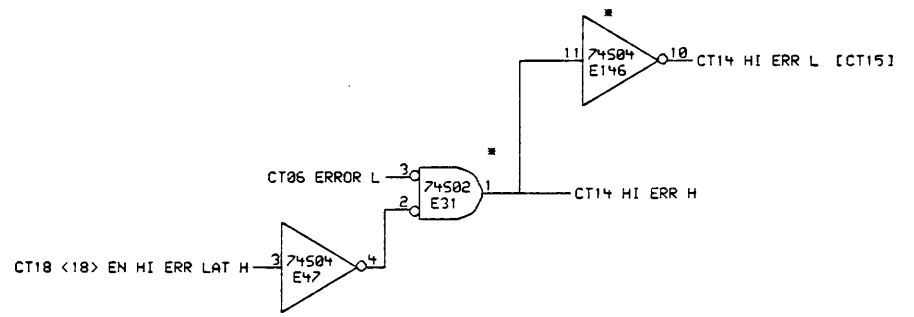 *
11 74S04 10 CT14 HI ERR L [CT15]
E146
*
CT06 ERROR L 3 74S02 1 CT14 HI ERR H
2 E31
CT18 <18> EN HI ERR LAT H 3 74S04 4
E47